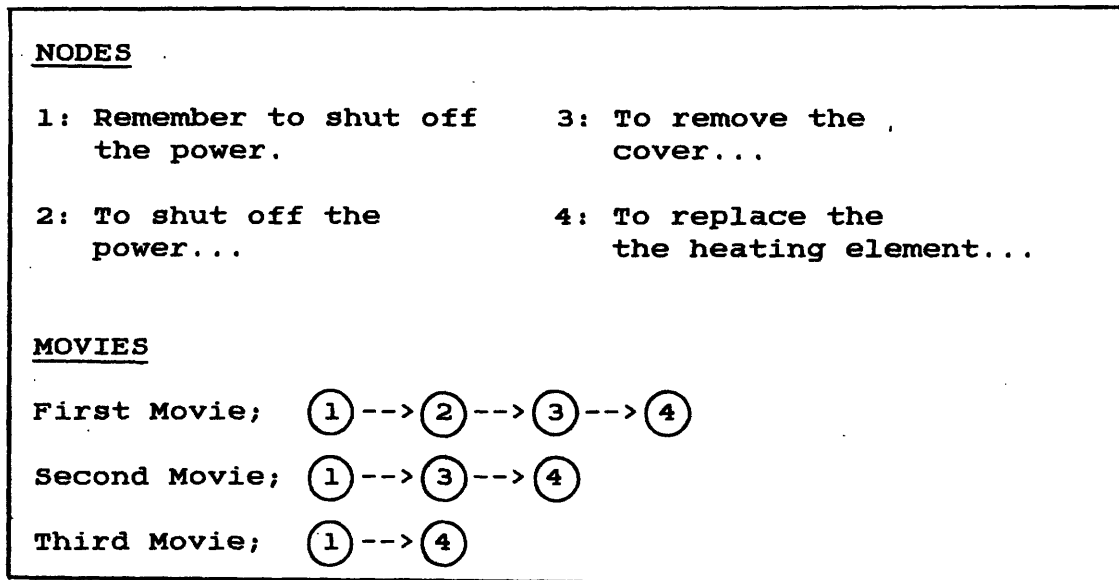 NODES
1: Remember to shut off
the power.
2: To shut off the
power...
3: To remove the
cover...
4: To replace the
the heating element...
MOVIES
First Movie; 1-->2-->3-->4
Second Movie; 1-->3-->4
Third Movie; 1-->4